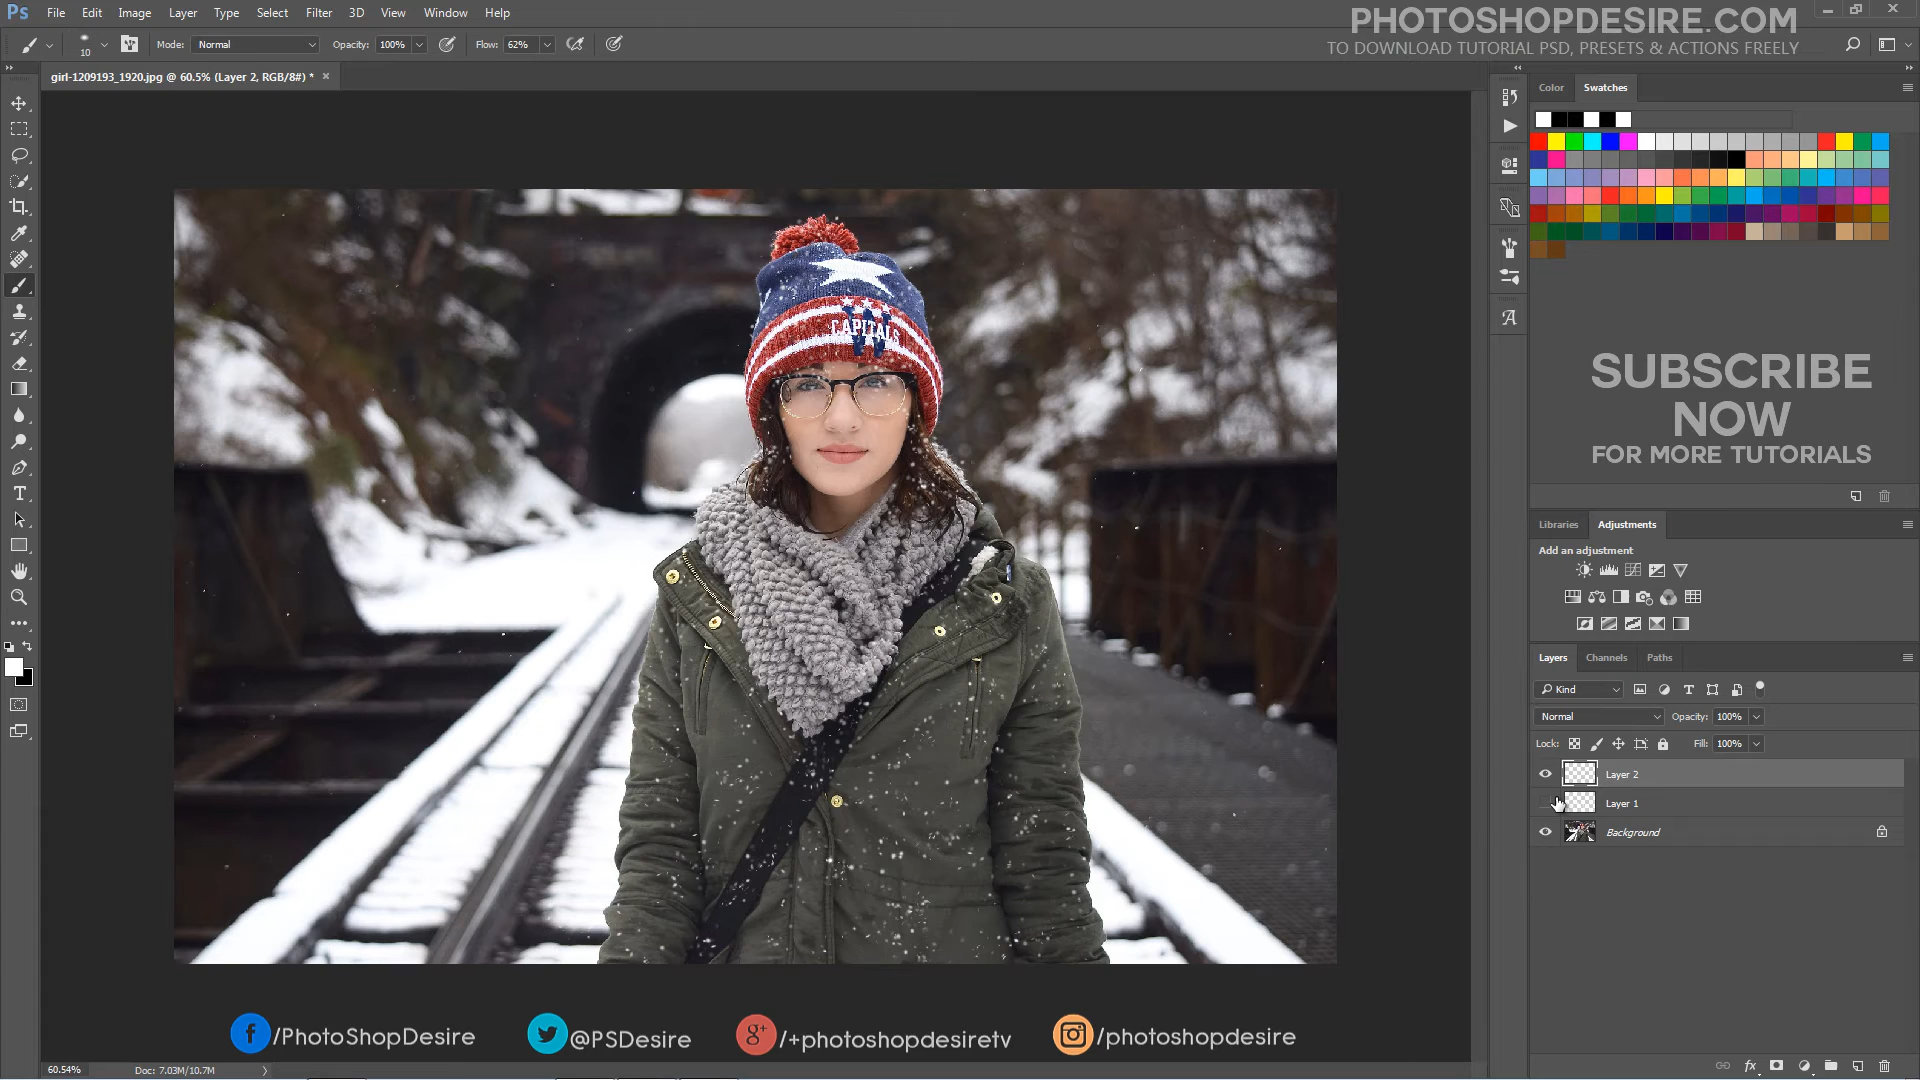 Ps File Edit Image Layer Type Select Filter 3D View Window Help
PHOTOSHOPDESIRE.COM
TO DOWNLOAD TUTORIAL PSD, PRESETS & ACTIONS FREELY
10 Mode: Normal Opacity: 100% Flow: 62%
girl-1209193_1920.jpg @ 60.5% (Layer 2, RGB/8#) *
Color Swatches
CAPITALS
W
SUBSCRIBE
NOW
FOR MORE TUTORIALS
Libraries Adjustments
Add an adjustment
Layers Channels Paths
Kind
Normal Opacity: 100%
Lock: Fill: 100%
Layer 2
Layer 1
Background
/PhotoShopDesire @PSDesire /+photoshopdesiretv /photoshopdesire
60.54% Doc: 7.03M/10.7M